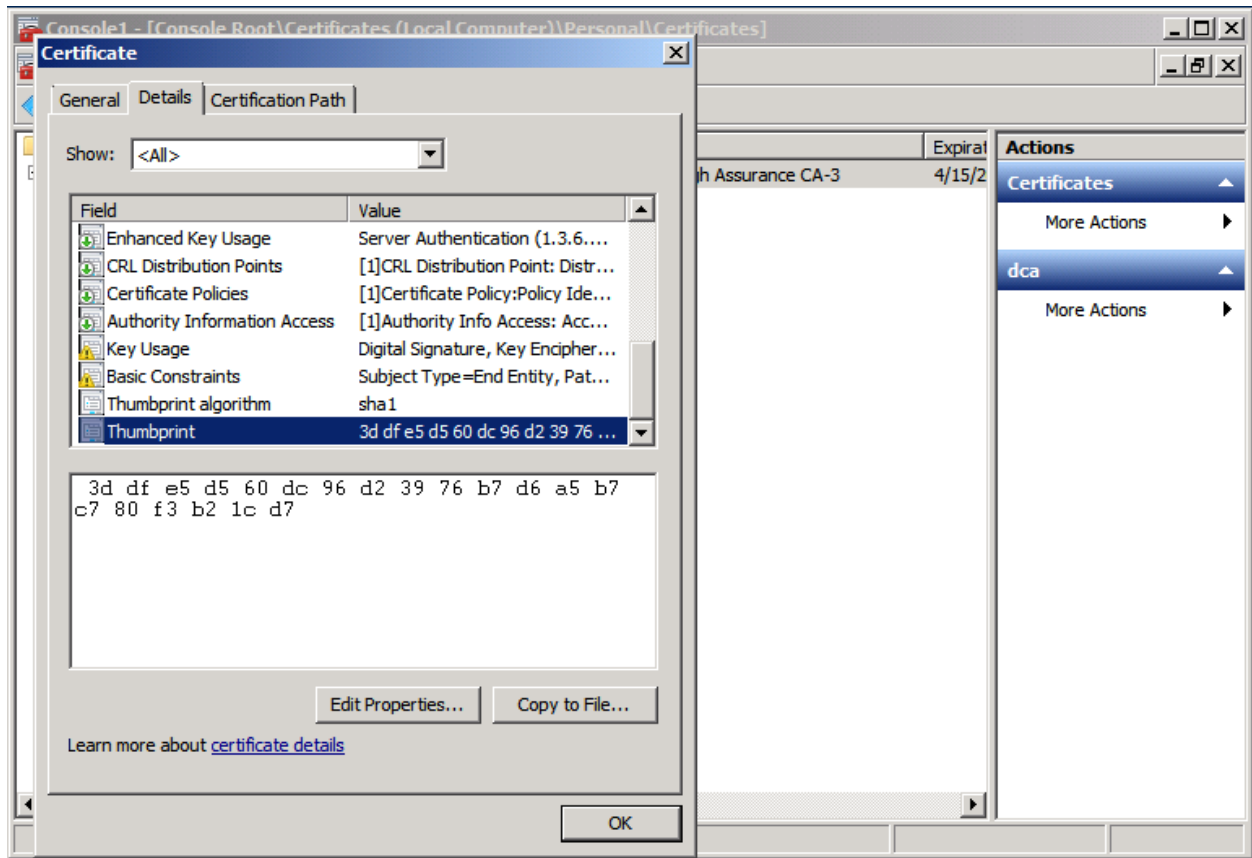 Console1 - [Console Root\Certificates (Local Computer)\Personal\Certificates]
Certificate
General Details Certification Path
Show: <All>
Field Value
Enhanced Key Usage Server Authentication (1.3.6....
CRL Distribution Points [1]CRL Distribution Point: Distr...
Certificate Policies [1]Certificate Policy:Policy Ide...
Authority Information Access [1]Authority Info Access: Acc...
Key Usage Digital Signature, Key Encipher...
Basic Constraints Subject Type=End Entity, Pat...
Thumbprint algorithm sha1
Thumbprint 3d df e5 d5 60 dc 96 d2 39 76 ...
3d df e5 d5 60 dc 96 d2 39 76 b7 d6 a5 b7
c7 80 f3 b2 1c d7
Edit Properties... Copy to File...
Learn more about certificate details
OK
Expirat
gh Assurance CA-3 4/15/2
Actions
Certificates
More Actions
dca
More Actions